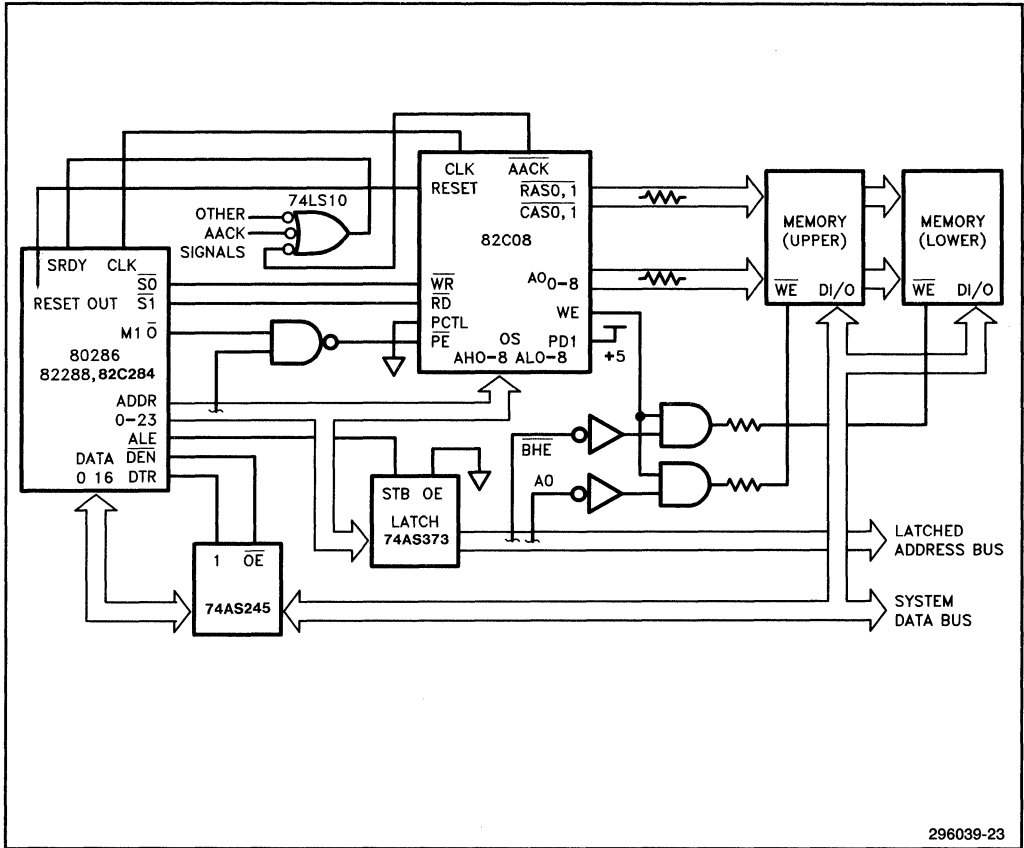 74LS10
OTHER
AACK
SIGNALS
CLK AACK
RESET
RAS0, 1
CAS0, 1
82C08
WR
RD
PCTL
PE
A0 0-8
WE
OS
PD1
AH0-8 AL0-8
+5
MEMORY
(UPPER)
WE DI/O
MEMORY
(LOWER)
WE DI/O
SRDY CLK
S0
RESET OUT S1
M1 0
80286
82288, 82C284
ADDR
0-23
ALE
DATA DEN
0 16 DTR
BHE
A0
STB OE
LATCH
74AS373
LATCHED
ADDRESS BUS
1 OE
74AS245
SYSTEM
DATA BUS
296039-23